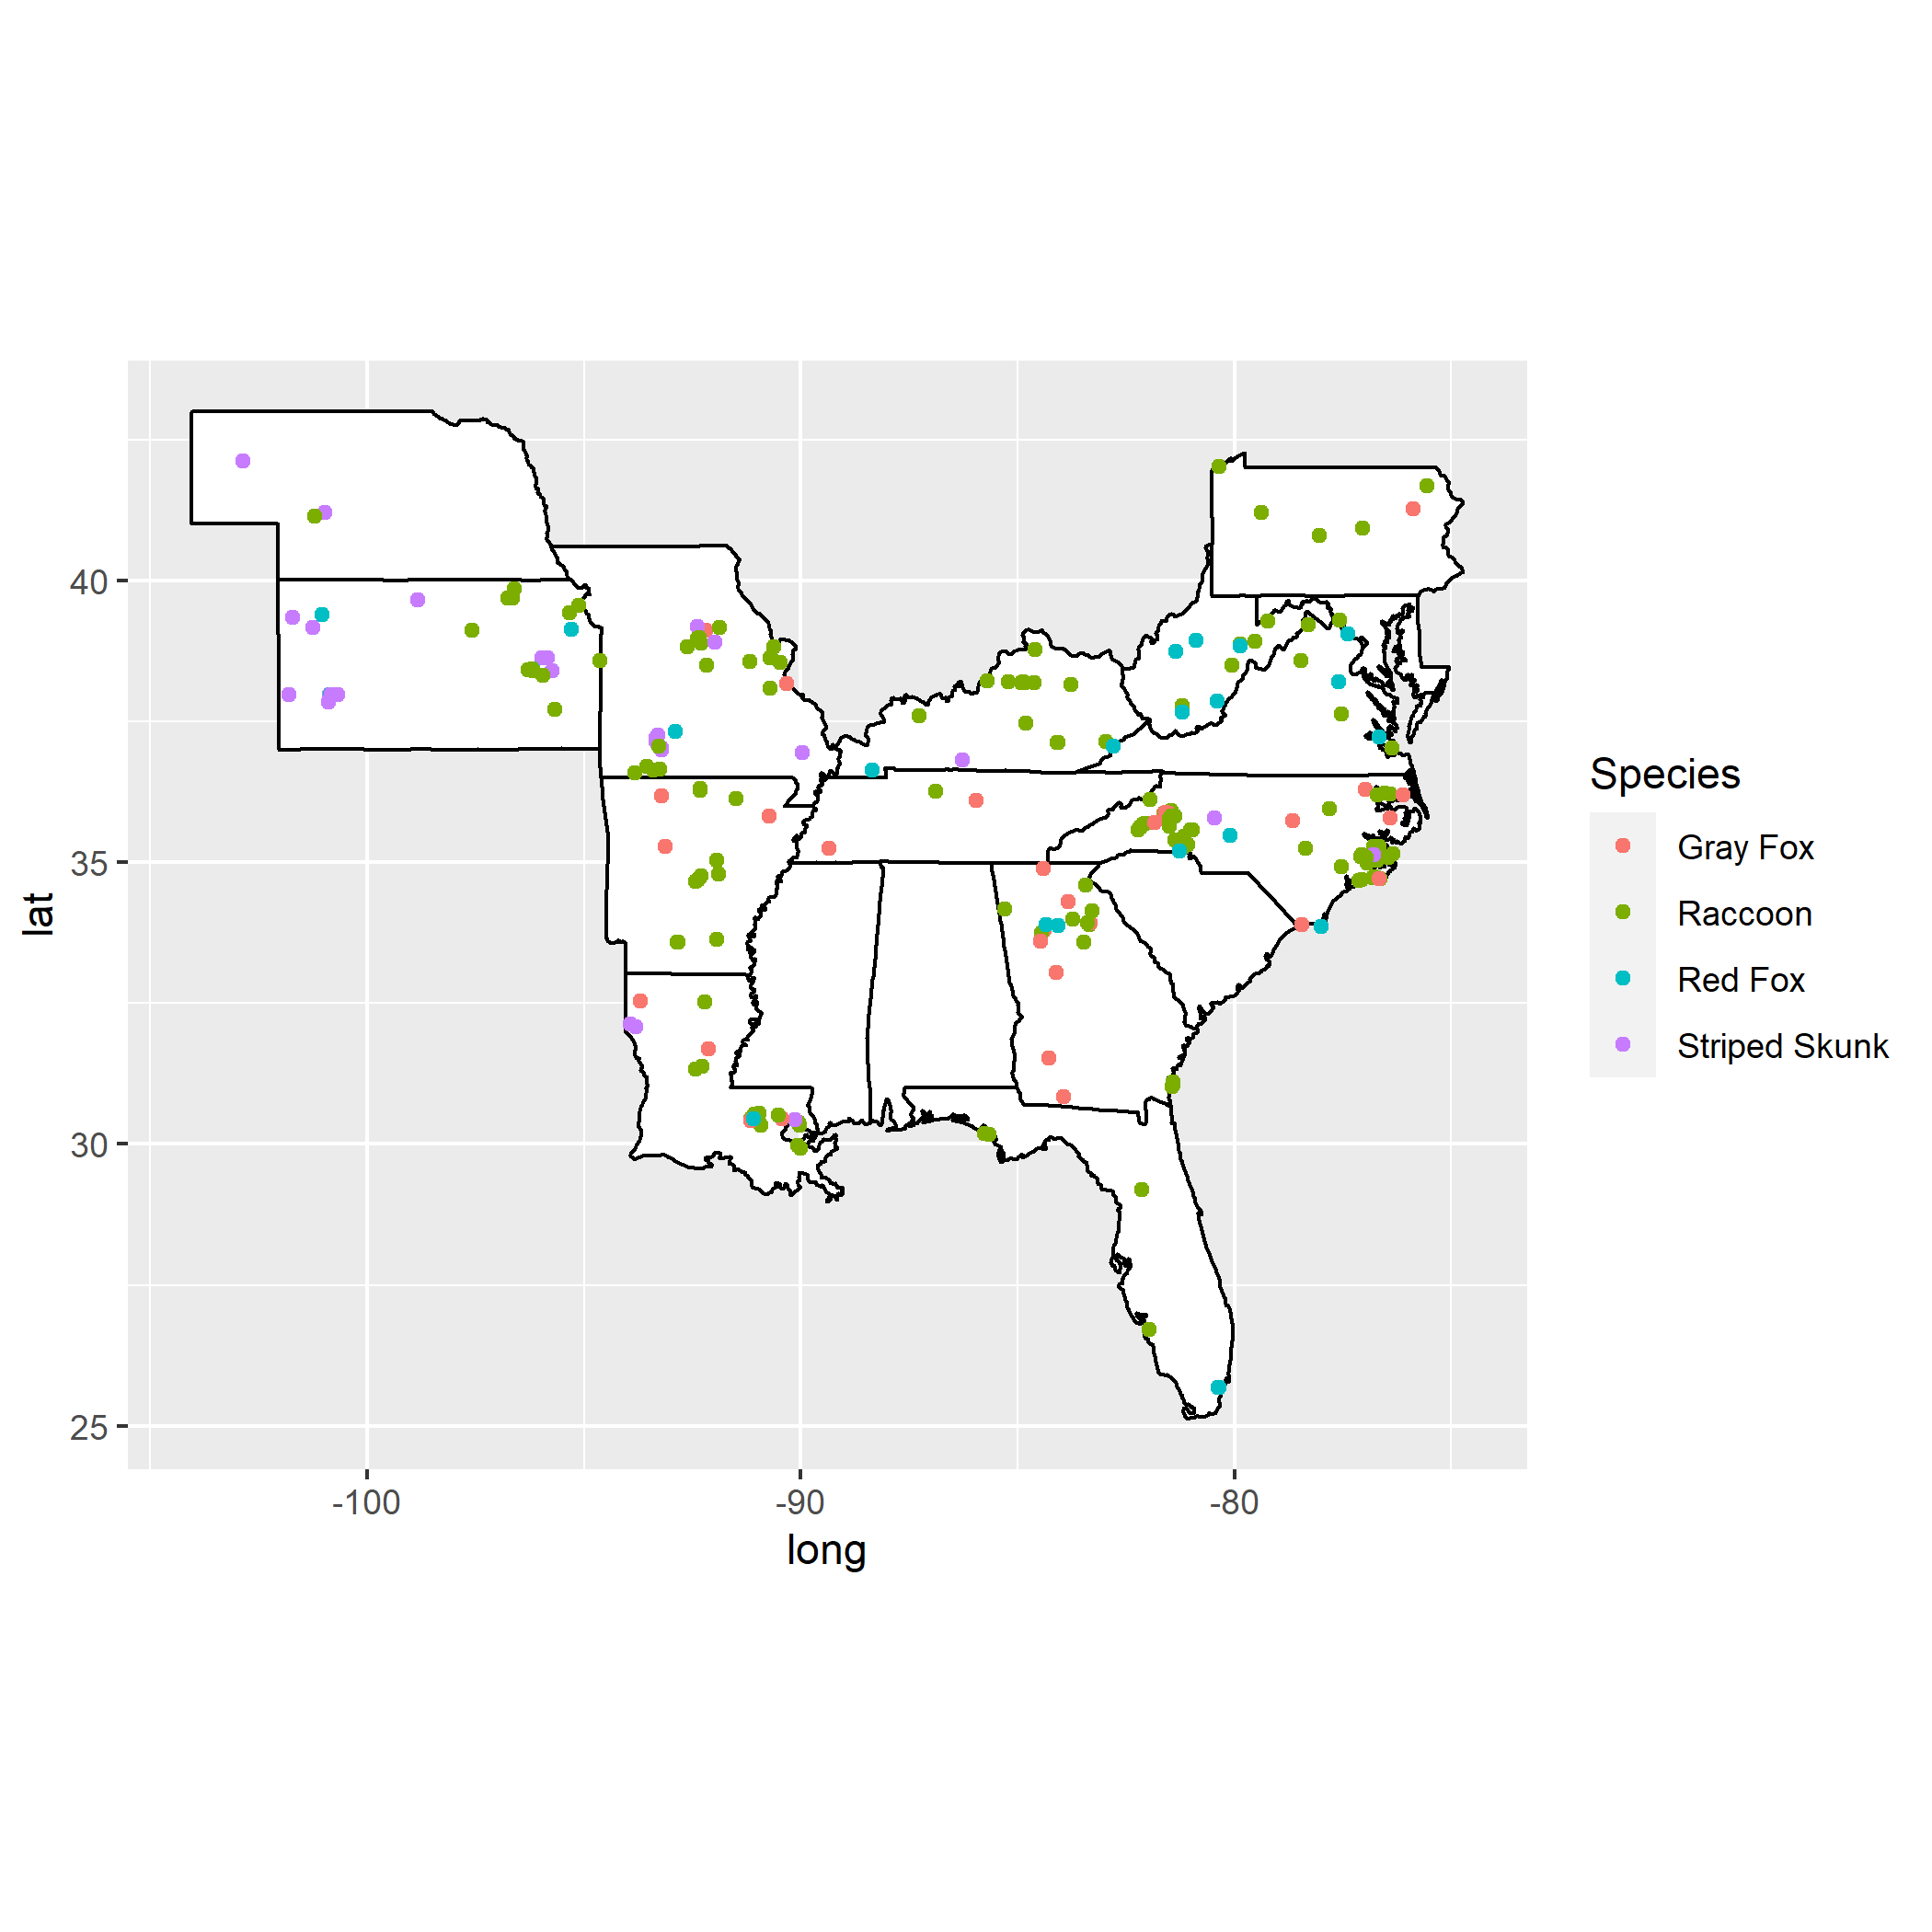 40
35
30
25
lat
-100
-90
-80
long
Species
Gray Fox
Raccoon
Red Fox
Striped Skunk